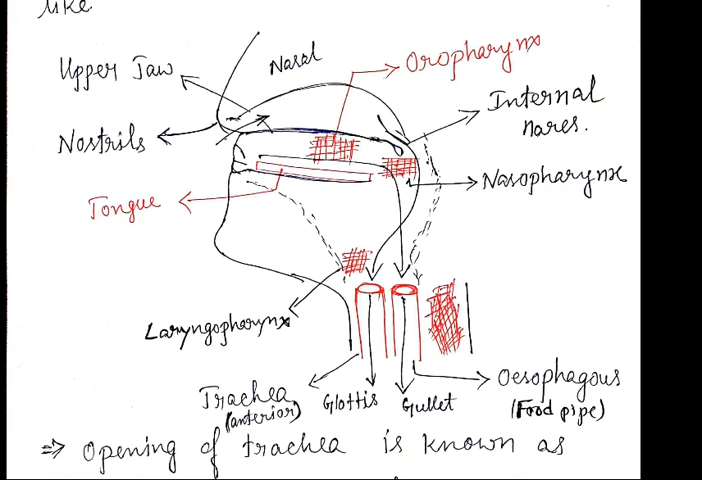 like
Nasal
Oropharynx
Upper Jaw
Internal
nares.
Nostrils
Nasopharynx
Tongue
Laryngopharynx
Trachea
(anterior)
Glottis
Gullet
Oesophagous
(Food pipe)
⇒ Opening of trachea is known as